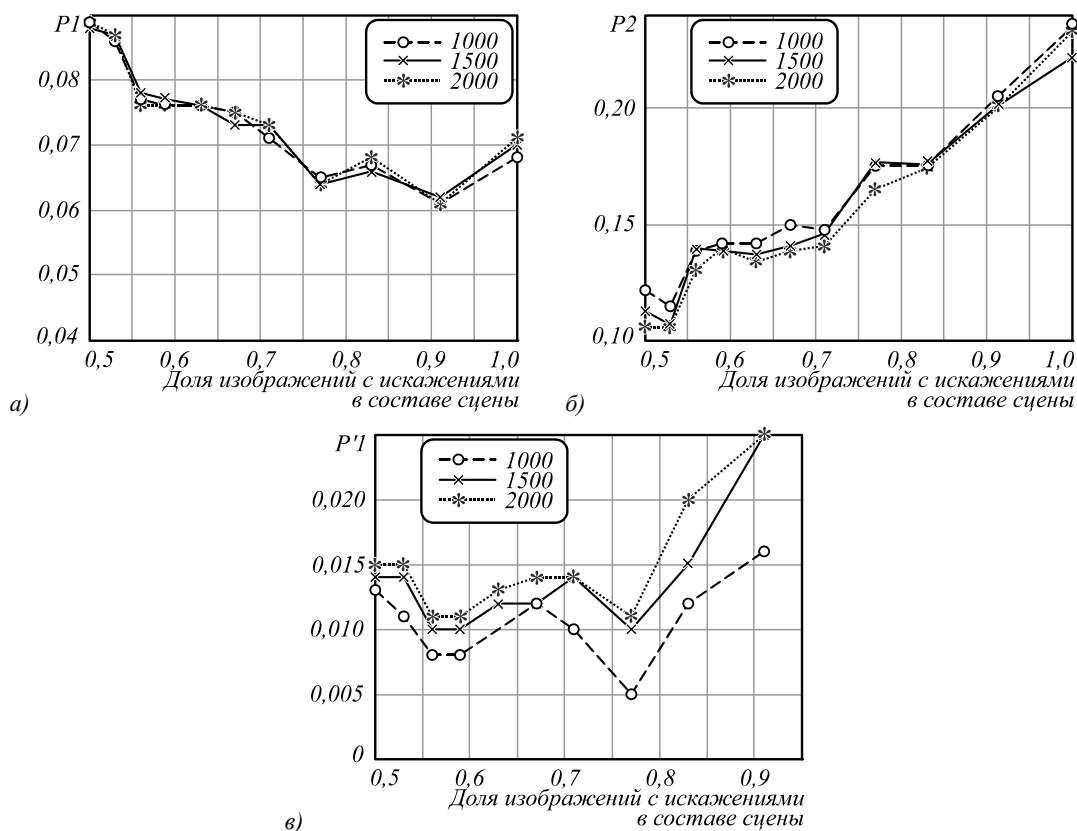 P1
0,08
0,07
0,06
0,05
0,04
1000
1500
2000
0,5 0,6 0,7 0,8 0,9 1,0
Доля изображений с искажениями
в составе сцены
а)
P2
0,20
0,15
0,10
1000
1500
2000
0,5 0,6 0,7 0,8 0,9 1,0
Доля изображений с искажениями
в составе сцены
б)
P'1
0,020
0,015
0,010
0,005
0
1000
1500
2000
0,5 0,6 0,7 0,8 0,9
Доля изображений с искажениями
в составе сцены
в)